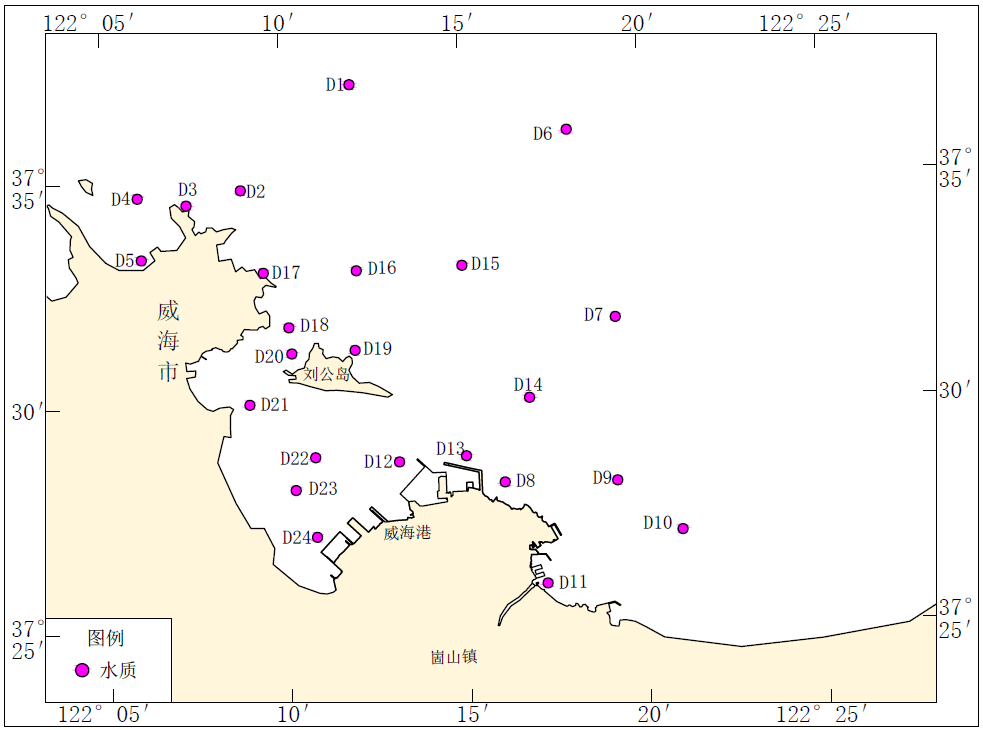 122° 05′ 10′ 15′ 20′ 122° 25′
D1
D6
37°
35′
37°
35′
D3
D4
D2
D5
D17
D16
D15
威
海
市
D18
D7
D20
D19
刘公岛
D14
30′
30′
D21
D13
D22
D12
D23
D8
D9
D10
D24
威海港
D11
37°
25′
37°
25′
图例
水质
崮山镇
122° 05′ 10′ 15′ 20′ 122° 25′